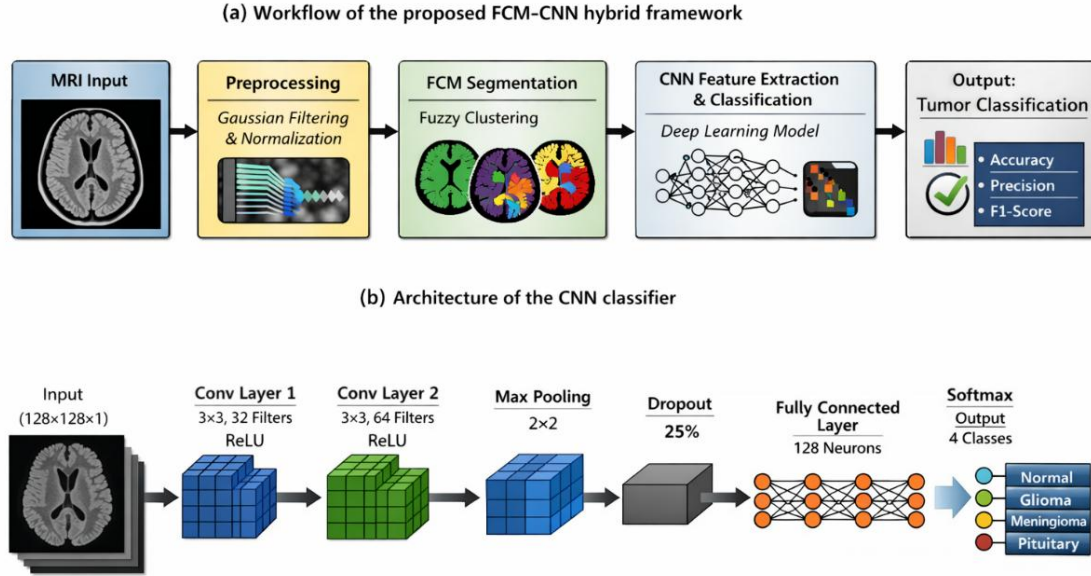 (a) Workflow of the proposed FCM-CNN hybrid framework
MRI Input
Preprocessing
Gaussian Filtering
& Normalization
FCM Segmentation
Fuzzy Clustering
CNN Feature Extraction
& Classification
Deep Learning Model
Output:
Tumor Classification
• Accuracy
• Precision
• F1-Score
(b) Architecture of the CNN classifier
Input
(128×128×1)
Conv Layer 1
3×3, 32 Filters
ReLU
Conv Layer 2
3×3, 64 Filters
ReLU
Max Pooling
2×2
Dropout
25%
Fully Connected
Layer
128 Neurons
Softmax
Output
4 Classes
Normal
Glioma
Meningioma
Pituitary